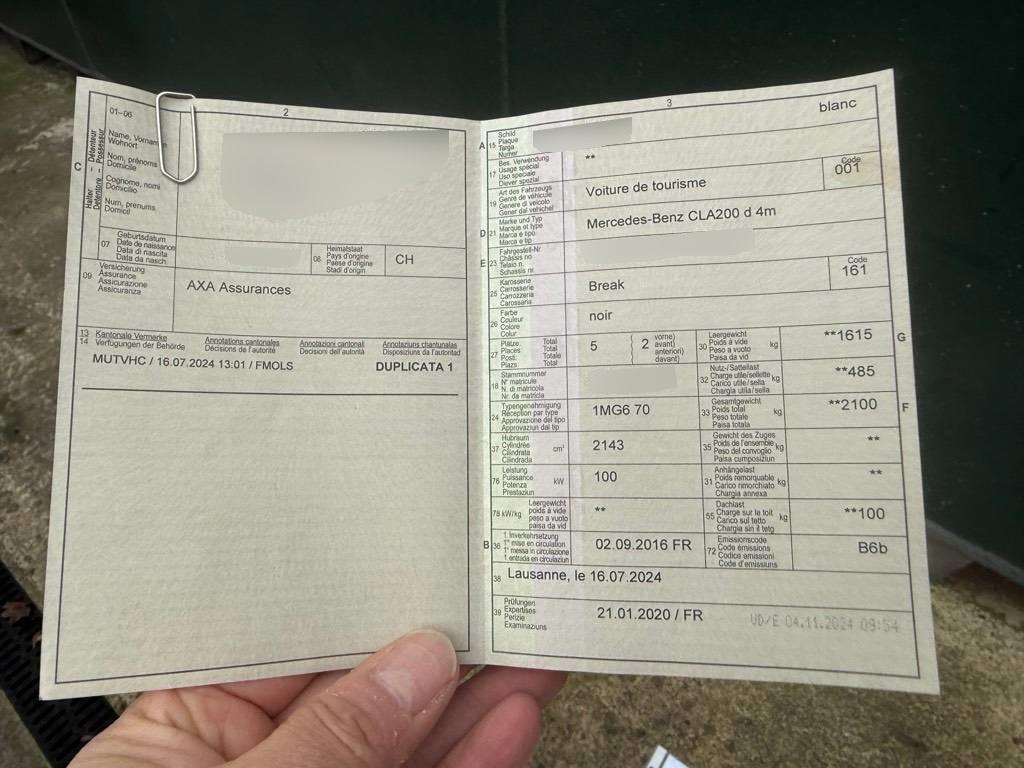 2
01-06
Détenteur - Possessur
Halter
Name, Vorname
Wohnort
Nom, prénoms
Domicile
Cognome, nomi
Domicilio
Num, prenums
Domicil
C
07
Geburtsdatum
Date de naissance
Data di nascita
Data da nasch.
08
Heimatstaat
Pays d'origine
Paese d'origine
Stadi d'origin
CH
09
Versicherung
Assurance
Assicurazione
Assicuranza
AXA Assurances
13 Kantonale Vermerke
14 Verfügungen der Behörde
Annotations cantonales
Décisions de l'autorité
Annotazioni cantonali
Decisioni dell'autorità
Annotaziuns chantunalas
Disposiziuns da l'autoritad
MUTVHC / 16.07.2024 13:01 / FMOLS
DUPLICATA 1
3
blanc
A 15
Schild
Plaque
Targa
Numer
17
Bes. Verwendung
Usage spécial
Uso speciale
Diever spezial
**
19
Art des Fahrzeugs
Genre de véhicule
Genere di veicolo
Gener dal vehichel
Voiture de tourisme
Code
001
D 21
Marke und Typ
Marque et type
Marca e tipo
Marca e tip
Mercedes-Benz CLA200 d 4m
E 23
Fahrgestell-Nr.
Châssis no
Telaio n.
Schassis nr.
25
Karosserie
Carrosserie
Carrozzeria
Carossaria
Break
Code
161
26
Farbe
Couleur
Colore
Colur
noir
27
Plätze Total
Places Total
Posti Totale
Plazs Total
5
2
vorne)
avant)
anteriori)
davant)
30
Leergewicht
Poids à vide
Peso a vuoto
Paisa da vid
kg
**1615
G
18
Stammnummer
N° matricule
N. di matricola
Nr. da matricla
32
Nutz-/Sattellast
Charge utile/sellette
Carico utile/sella
Chargia utila/sella
kg
**485
24
Typengenehmigung
Réception par type
Approvazione del tipo
Approvaziun dal tip
1MG6 70
33
Gesamtgewicht
Poids total
Peso totale
Paisa totala
kg
**2100
F
37
Hubraum
Cylindrée
Cilindrata
Cilindrada
cm³
2143
35
Gewicht des Zuges
Poids de l'ensemble
Peso del convoglio
Paisa cumposiziun
kg
**
76
Leistung
Puissance
Potenza
Prestaziun
kW
100
31
Anhängelast
Poids remorquable
Carico rimorchiato
Chargia annexa
kg
**
78 kW/kg
Leergewicht
poids à vide
peso a vuoto
paisa da vid
**
55
Dachlast
Charge sur le toit
Carico sul tetto
Chargia sin il tetg
kg
**100
B 36
1. Inverkehrsetzung
1re mise en circulation
1a messa in circolazione
1. entrada en circulaziun
02.09.2016 FR
72
Emissionscode
Code émissions
Codice emissioni
Code d'emissiuns
B6b
38
Lausanne, le 16.07.2024
39
Prüfungen
Expertises
Perizie
Examinaziuns
21.01.2020 / FR
VD/E 04.11.2024 09:54